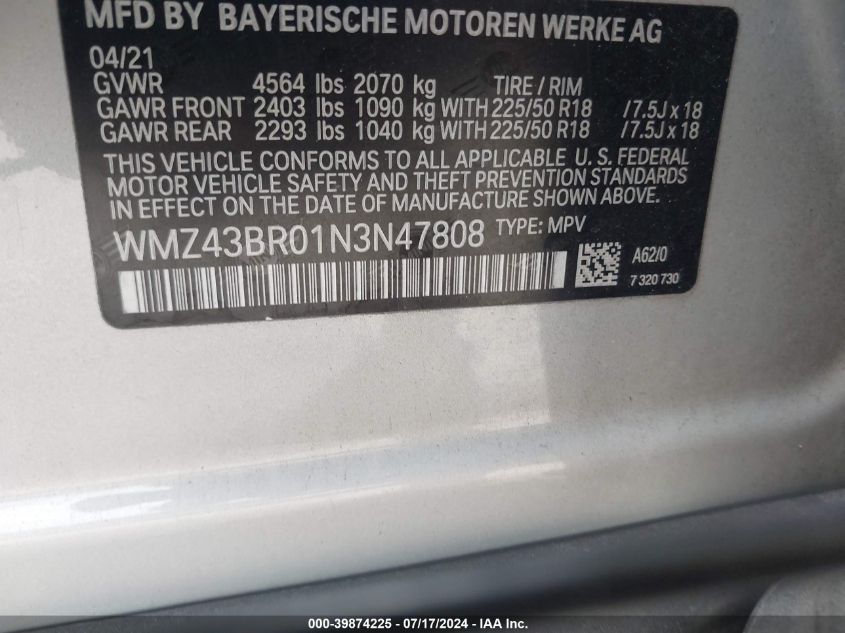 MFD BY BAYERISCHE MOTOREN WERKE AG
04/21
GVWR 4564 lbs 2070 kg TIRE / RIM
GAWR FRONT 2403 lbs 1090 kg WITH 225/50 R18 /7.5J x 18
GAWR REAR 2293 lbs 1040 kg WITH 225/50 R18 /7.5J x 18
THIS VEHICLE CONFORMS TO ALL APPLICABLE U. S. FEDERAL
MOTOR VEHICLE SAFETY AND THEFT PREVENTION STANDARDS
IN EFFECT ON THE DATE OF MANUFACTURE SHOWN ABOVE.
WMZ43BR01N3N47808 TYPE: MPV
A62/0
7 320 730
000-39874225 - 07/17/2024 - IAAI Inc.